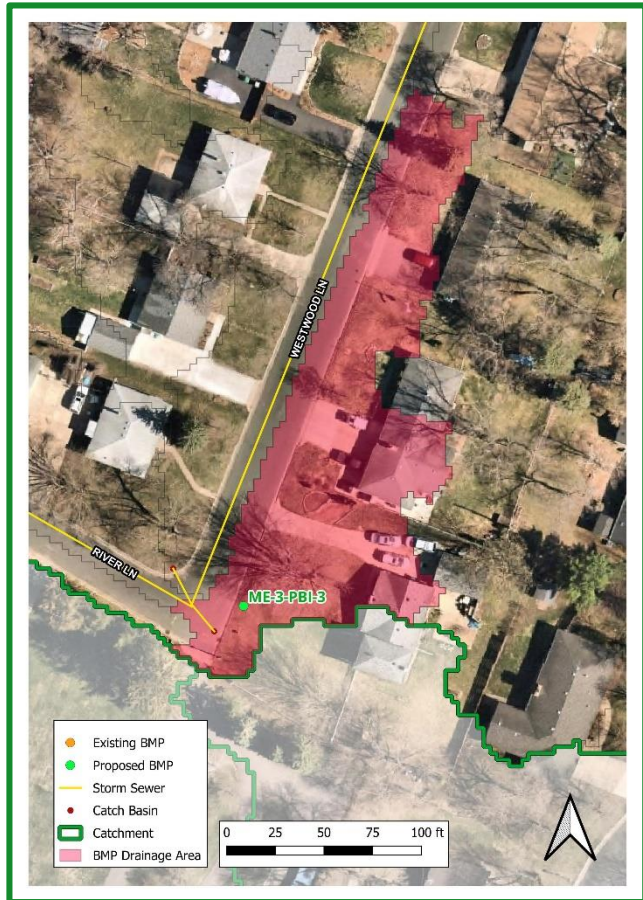 WESTWOOD LN
RIVER LN
ME-3-PBI-3
Existing BMP
Proposed BMP
Storm Sewer
Catch Basin
Catchment
BMP Drainage Area
0 25 50 75 100 ft